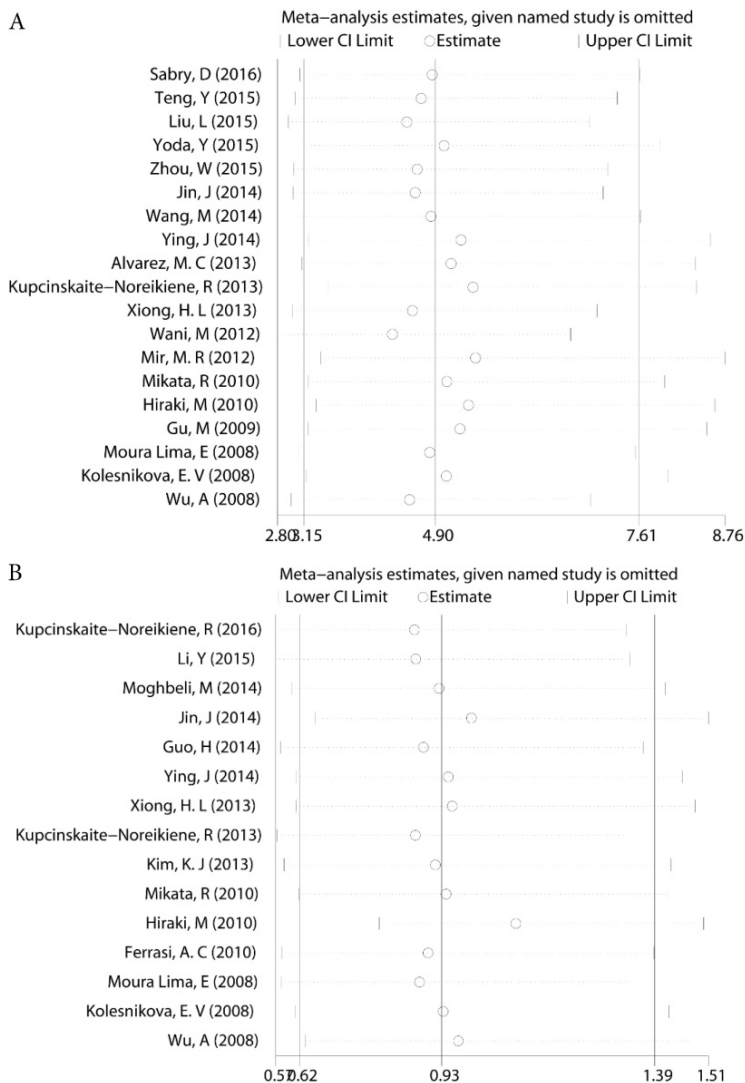 A
Meta−analysis estimates, given named study is omitted
Lower CI Limit Estimate Upper CI Limit
Sabry, D (2016)
Teng, Y (2015)
Liu, L (2015)
Yoda, Y (2015)
Zhou, W (2015)
Jin, J (2014)
Wang, M (2014)
Ying, J (2014)
Alvarez, M. C (2013)
Kupcinskaite−Noreikiene, R (2013)
Xiong, H. L (2013)
Wani, M (2012)
Mir, M. R (2012)
Mikata, R (2010)
Hiraki, M (2010)
Gu, M (2009)
Moura Lima, E (2008)
Kolesnikova, E. V (2008)
Wu, A (2008)
2.80 3.15 4.90 7.61 8.76
B
Meta−analysis estimates, given named study is omitted
Lower CI Limit Estimate Upper CI Limit
Kupcinskaite−Noreikiene, R (2016)
Li, Y (2015)
Moghbeli, M (2014)
Jin, J (2014)
Guo, H (2014)
Ying, J (2014)
Xiong, H. L (2013)
Kupcinskaite−Noreikiene, R (2013)
Kim, K. J (2013)
Mikata, R (2010)
Hiraki, M (2010)
Ferrasi, A. C (2010)
Moura Lima, E (2008)
Kolesnikova, E. V (2008)
Wu, A (2008)
0.57 0.62 0.93 1.39 1.51